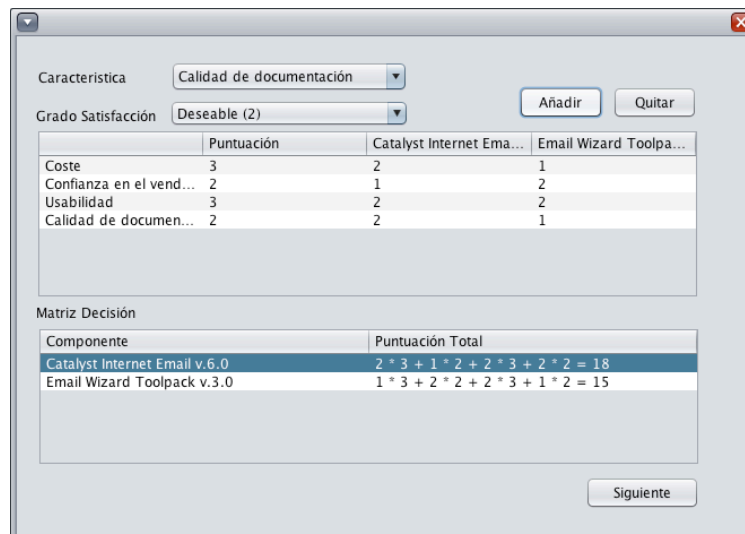 Caracteristica Calidad de documentación
Grado Satisfacción Deseable (2) Añadir Quitar
Puntuación Catalyst Internet Ema... Email Wizard Toolpa...
Coste 3 2 1
Confianza en el vend... 2 1 2
Usabilidad 3 2 2
Calidad de documen... 2 2 1
Matriz Decisión
Componente Puntuación Total
Catalyst Internet Email v.6.0 2 * 3 + 1 * 2 + 2 * 3 + 2 * 2 = 18
Email Wizard Toolpack v.3.0 1 * 3 + 2 * 2 + 2 * 3 + 1 * 2 = 15
Siguiente